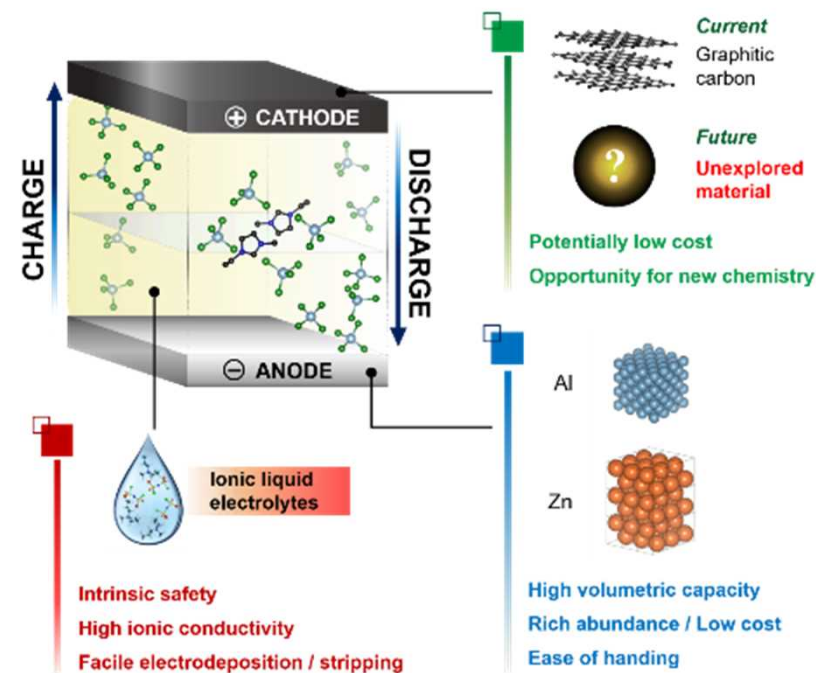 CHARGE
⊕ CATHODE
DISCHARGE
⊖ ANODE
Current
Graphitic
carbon
?
Future
Unexplored
material
Potentially low cost
Opportunity for new chemistry
Al
Zn
High volumetric capacity
Rich abundance / Low cost
Ease of handing
Ionic liquid
electrolytes
Intrinsic safety
High ionic conductivity
Facile electrodeposition / stripping